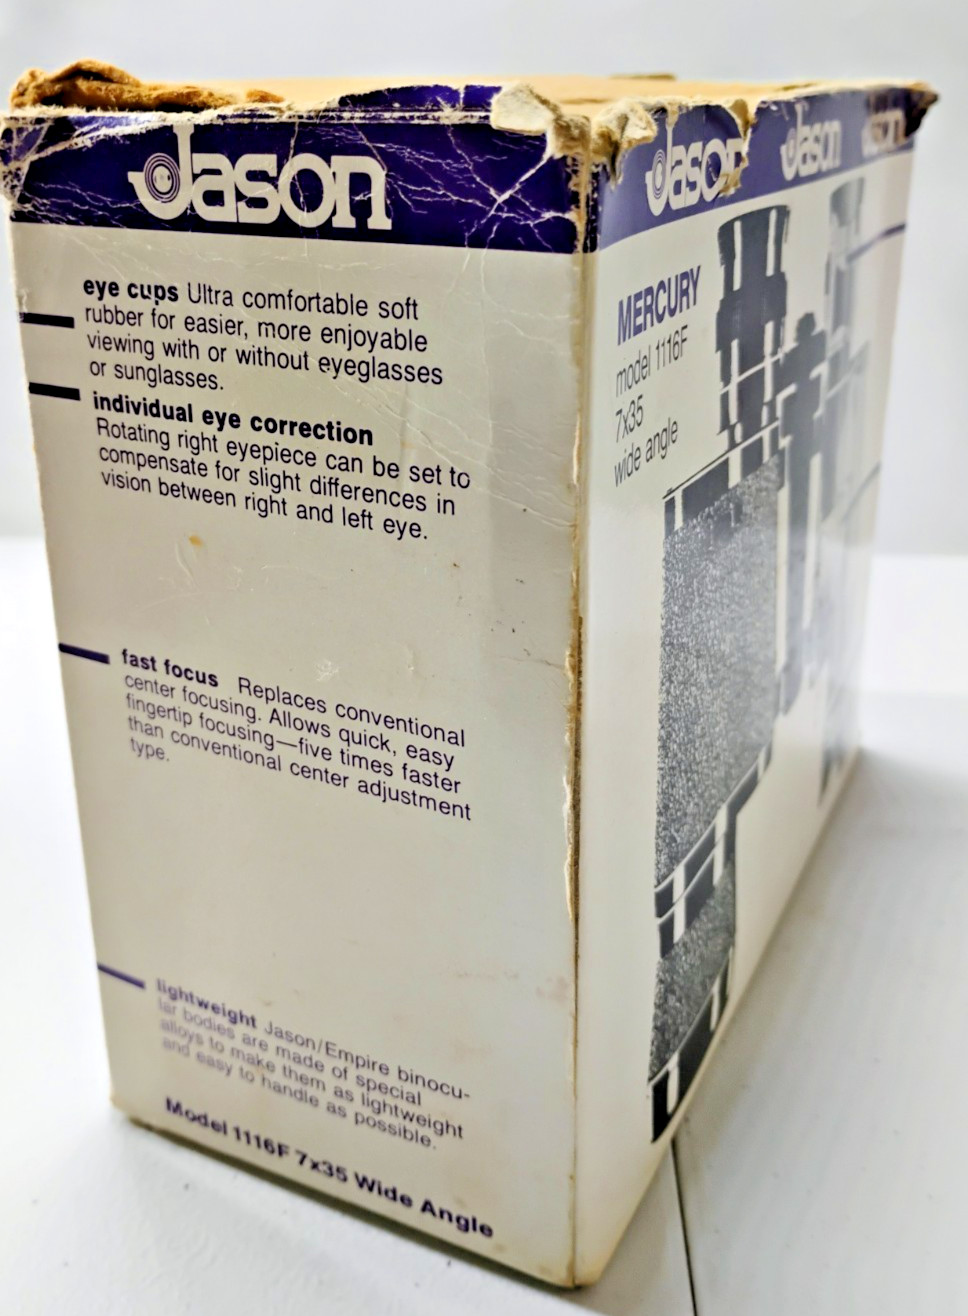 Jason
eye cups Ultra comfortable soft
rubber for easier, more enjoyable
viewing with or without eyeglasses
or sunglasses.
individual eye correction
Rotating right eyepiece can be set to
compensate for slight differences in
vision between right and left eye.
fast focus Replaces conventional
center focusing. Allows quick, easy
fingertip focusing—five times faster
than conventional center adjustment
type.
lightweight Jason/Empire binocu-
lar bodies are made of special
alloys to make them as lightweight
and easy to handle as possible.
Model 1116F 7x35 Wide Angle
Jason Jason Jason
MERCURY
model 1116F
7x35
wide angle